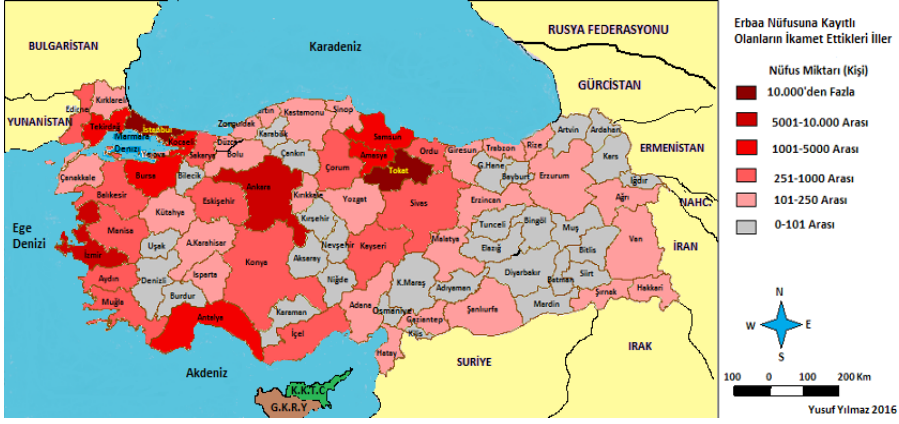 BULGARİSTAN
Karadeniz
RUSYA FEDERASYONU
GÜRCİSTAN
YUNANİSTAN
ERMENİSTAN
NAHÇ.
İRAN
IRAK
SURİYE
Ege
Denizi
Akdeniz
K.K.T.C
G.K.R.Y
Marmara
Denizi
Edirne
Kırklareli
Tekirdağ
İstanbul
Kocaeli
Yalova
Sakarya
Düzce
Bolu
Zonguldak
Bartın
Karabük
Kastamonu
Sinop
Çankırı
Samsun
Amasya
Çorum
Tokat
Ordu
Giresun
Trabzon
Rize
Artvin
Ardahan
Kars
Iğdır
G.Hane
Bayburt
Erzurum
Ağrı
Çanakkale
Bursa
Bilecik
Balıkesir
Kütahya
Eskişehir
Ankara
Kırıkkale
Kırşehir
Yozgat
Sivas
Erzincan
Tunceli
Bingöl
Muş
Van
Bitlis
Manisa
İzmir
Uşak
A.Karahisar
Aydın
Denizli
Isparta
Burdur
Muğla
Antalya
Konya
Aksaray
Nevşehir
Niğde
Kayseri
Malatya
Elazığ
Diyarbakır
Batman
Siirt
Şırnak
Hakkari
Mardin
Şanlıurfa
Adıyaman
K.Maraş
Gaziantep
Kilis
Osmaniye
Adana
Hatay
İçel
Karaman
Erbaa Nüfusuna Kayıtlı
Olanların İkamet Ettikleri İller
Nüfus Miktarı (Kişi)
10.000'den Fazla
5001-10.000 Arası
1001-5000 Arası
251-1000 Arası
101-250 Arası
0-101 Arası
N
W E
S
100 0 100 200 Km
Yusuf Yılmaz 2016